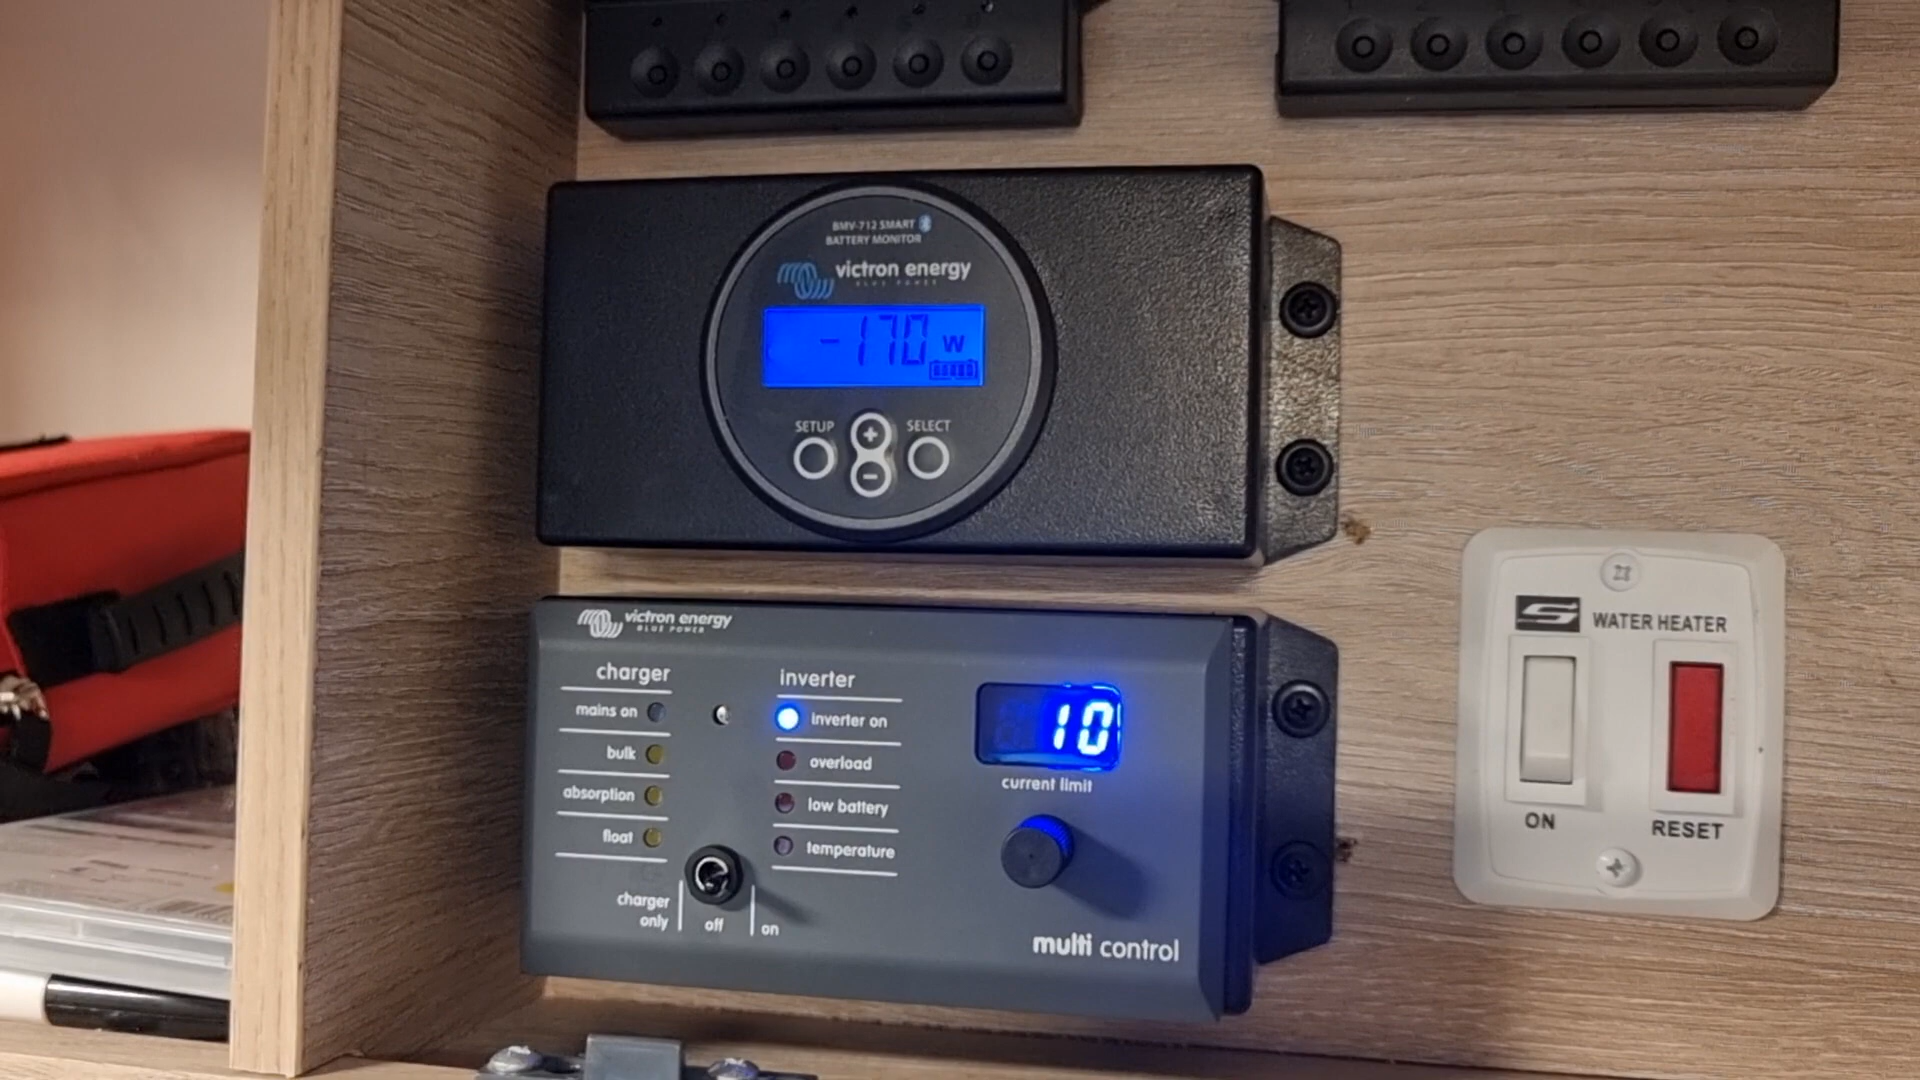 BMV-712 SMART
BATTERY MONITOR
victron energy
BLUE POWER
-170 W
SETUP
SELECT
+
-
victron energy
BLUE POWER
charger
mains on
bulk
absorption
float
inverter
inverter on
overload
low battery
temperature
10
current limit
charger only
off
on
multi control
S WATER HEATER
ON
RESET